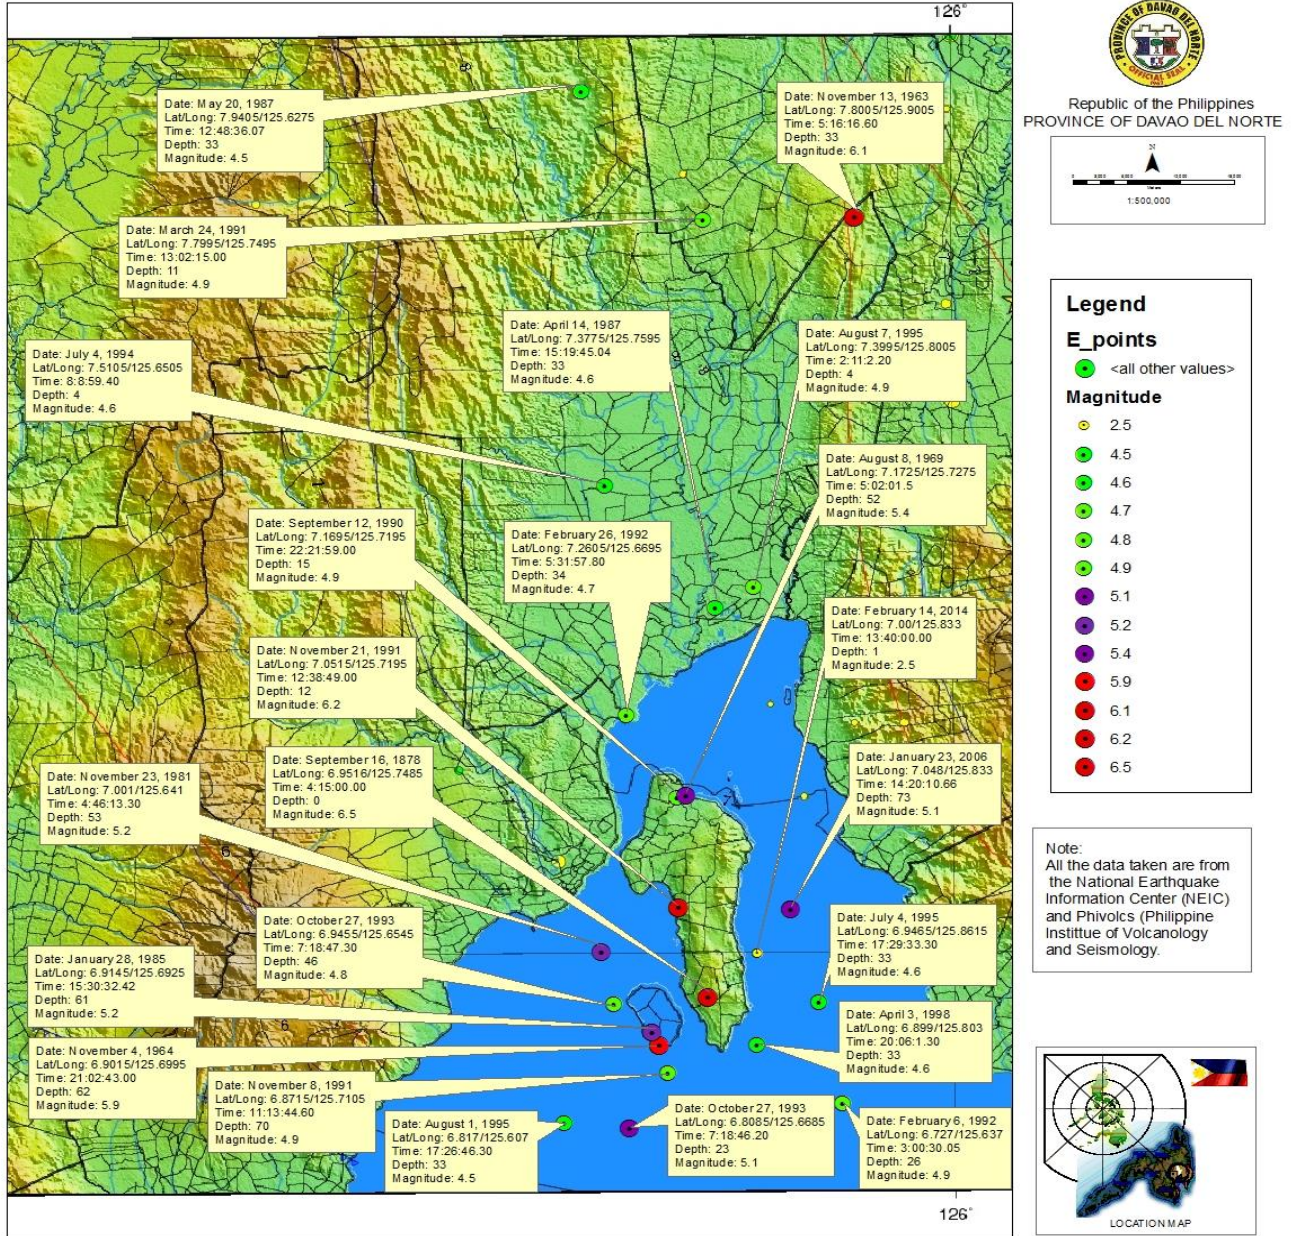 126°
Date: May 20, 1987
Lat/Long: 7.9405/125.6275
Time: 12:48:36.07
Depth: 33
Magnitude: 4.5
Date: November 13, 1963
Lat/Long: 7.8005/125.9005
Time: 5:16:16.60
Depth: 33
Magnitude: 6.1
Date: March 24, 1991
Lat/Long: 7.7995/125.7495
Time: 13:02:15.00
Depth: 11
Magnitude: 4.9
Date: April 14, 1987
Lat/Long: 7.3775/125.7595
Time: 15:19:45.04
Depth: 33
Magnitude: 4.6
Date: August 7, 1995
Lat/Long: 7.3995/125.8005
Time: 2:11:2.20
Depth: 4
Magnitude: 4.9
Date: July 4, 1994
Lat/Long: 7.5105/125.6505
Time: 8:8:59.40
Depth: 4
Magnitude: 4.6
Date: August 8, 1969
Lat/Long: 7.1725/125.7275
Time: 5:02:01.5
Depth: 52
Magnitude: 5.4
Date: September 12, 1990
Lat/Long: 7.1695/125.7195
Time: 22:21:59.00
Depth: 15
Magnitude: 4.9
Date: February 26, 1992
Lat/Long: 7.2605/125.6695
Time: 5:31:57.80
Depth: 34
Magnitude: 4.7
Date: February 14, 2014
Lat/Long: 7.00/125.833
Time: 13:40:00.00
Depth: 1
Magnitude: 2.5
Date: November 21, 1991
Lat/Long: 7.0515/125.7195
Time: 12:38:49.00
Depth: 12
Magnitude: 6.2
Date: September 16, 1878
Lat/Long: 6.9516/125.7485
Time: 4:15:00.00
Depth: 0
Magnitude: 6.5
Date: January 23, 2006
Lat/Long: 7.048/125.833
Time: 14:20:10.66
Depth: 73
Magnitude: 5.1
Date: November 23, 1981
Lat/Long: 7.001/125.641
Time: 4:46:13.30
Depth: 53
Magnitude: 5.2
Date: October 27, 1993
Lat/Long: 6.9455/125.6545
Time: 7:18:47.30
Depth: 46
Magnitude: 4.8
Date: July 4, 1995
Lat/Long: 6.9465/125.8615
Time: 17:29:33.30
Depth: 33
Magnitude: 4.6
Date: January 28, 1985
Lat/Long: 6.9145/125.6925
Time: 15:30:32.42
Depth: 61
Magnitude: 5.2
Date: April 3, 1998
Lat/Long: 6.899/125.803
Time: 20:06:1.30
Depth: 33
Magnitude: 4.6
Date: November 4, 1964
Lat/Long: 6.9015/125.6995
Time: 21:02:43.00
Depth: 62
Magnitude: 5.9
Date: November 8, 1991
Lat/Long: 6.8715/125.7105
Time: 11:13:44.60
Depth: 70
Magnitude: 4.9
Date: August 1, 1995
Lat/Long: 6.817/125.607
Time: 17:26:46.30
Depth: 33
Magnitude: 4.5
Date: October 27, 1993
Lat/Long: 6.8085/125.6685
Time: 7:18:46.20
Depth: 23
Magnitude: 5.1
Date: February 6, 1992
Lat/Long: 6.727/125.637
Time: 3:00:30.05
Depth: 26
Magnitude: 4.9
126°
PROVINCE OF DAVAO DEL NORTE
OFFICIAL SEAL
Republic of the Philippines
PROVINCE OF DAVAO DEL NORTE
N
1:500,000
Legend
E_points
<all other values>
Magnitude
2.5
4.5
4.6
4.7
4.8
4.9
5.1
5.2
5.4
5.9
6.1
6.2
6.5
Note:
All the data taken are from
the National Earthquake
Information Center (NEIC)
and Phivolcs (Philippine
Instittue of Volcanology
and Seismology.
LOCATION MAP